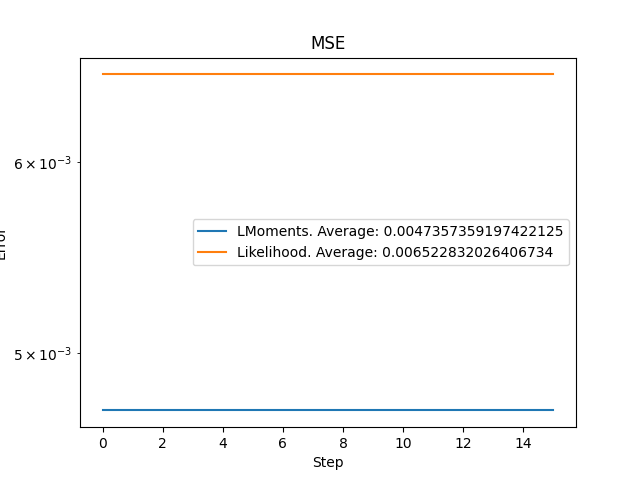 MSE
6 × 10⁻³
LMoments. Average: 0.0047357359197422125
Likelihood. Average: 0.006522832026406734
Error
5 × 10⁻³
0 2 4 6 8 10 12 14
Step